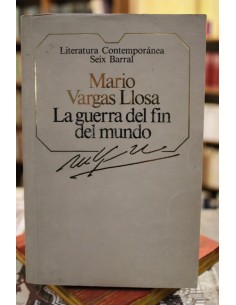 Literatura Contemporánea
Seix Barral
Mario
Vargas Llosa
La guerra del fin
del mundo